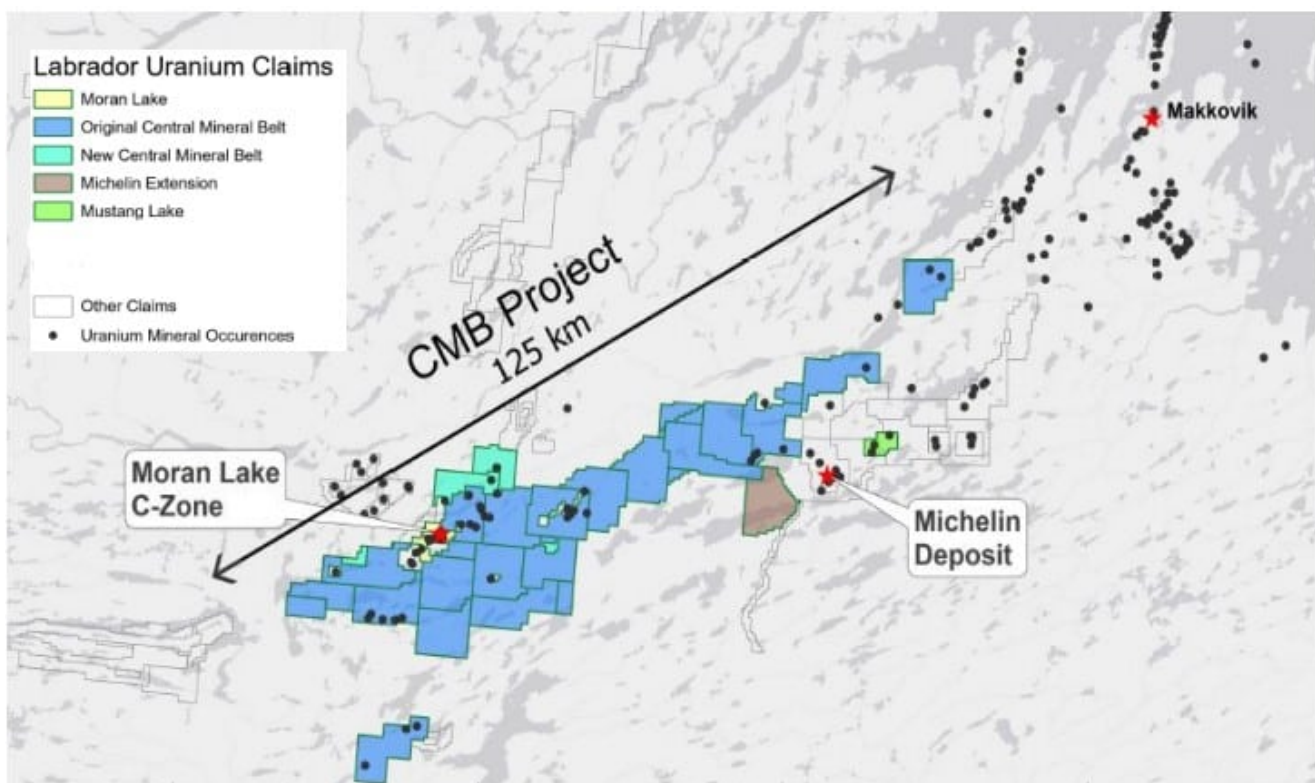 Labrador Uranium Claims
Moran Lake
Original Central Mineral Belt
New Central Mineral Belt
Michelin Extension
Mustang Lake
Other Claims
Uranium Mineral Occurences
Makkovik
CMB Project
125 km
Moran Lake
C-Zone
Michelin
Deposit